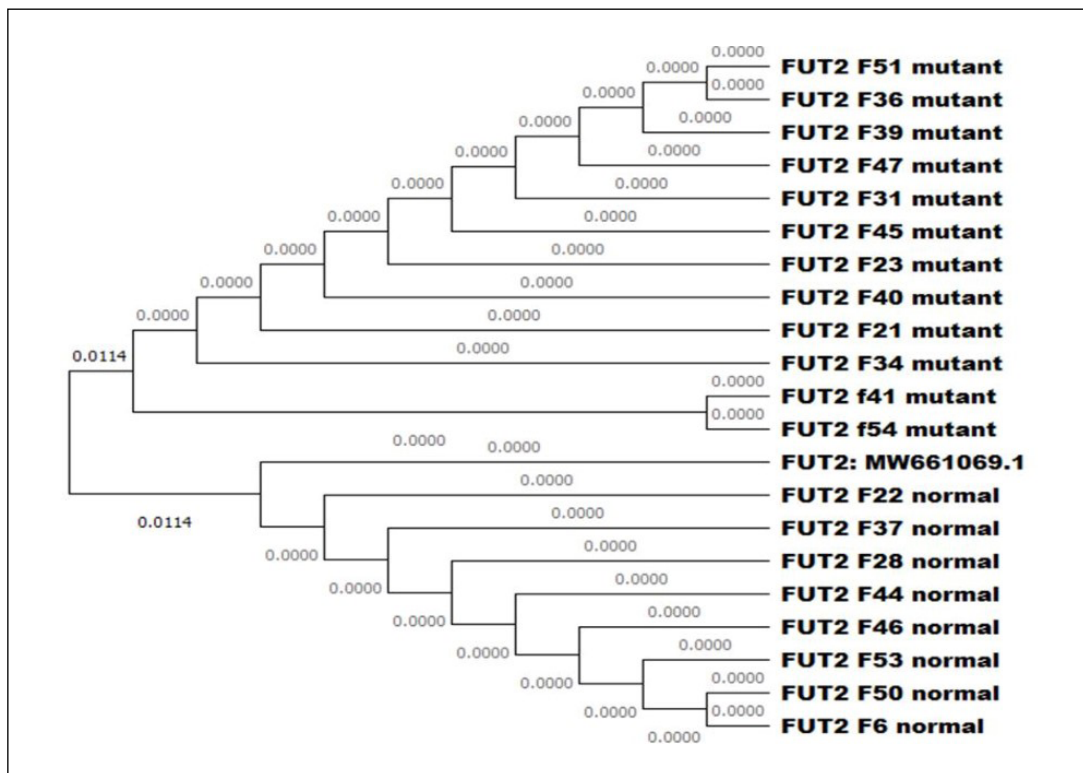 0.0000
0.0000
FUT2 F51 mutant
0.0000
0.0000
FUT2 F36 mutant
0.0000
0.0000
FUT2 F39 mutant
0.0000
0.0000
FUT2 F47 mutant
0.0000
0.0000
FUT2 F31 mutant
0.0000
0.0000
FUT2 F45 mutant
0.0000
0.0000
FUT2 F23 mutant
0.0000
0.0000
FUT2 F40 mutant
0.0000
0.0000
FUT2 F21 mutant
0.0114
0.0000
FUT2 F34 mutant
0.0000
FUT2 f41 mutant
0.0000
FUT2 f54 mutant
0.0000
FUT2: MW661069.1
0.0000
FUT2 F22 normal
0.0114
0.0000
FUT2 F37 normal
0.0000
0.0000
FUT2 F28 normal
0.0000
0.0000
FUT2 F44 normal
0.0000
0.0000
FUT2 F46 normal
0.0000
0.0000
FUT2 F53 normal
0.0000
0.0000
FUT2 F50 normal
0.0000
0.0000
FUT2 F6 normal
0.0000